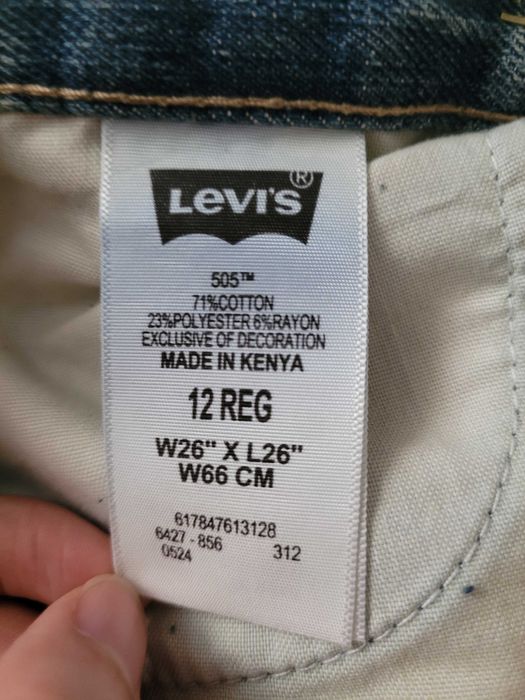 LEVI'S®
505™
71%COTTON
23%POLYESTER 6%RAYON
EXCLUSIVE OF DECORATION
MADE IN KENYA
12 REG
W26" X L26"
W66 CM
617847613128
6427 - 856
0524 312